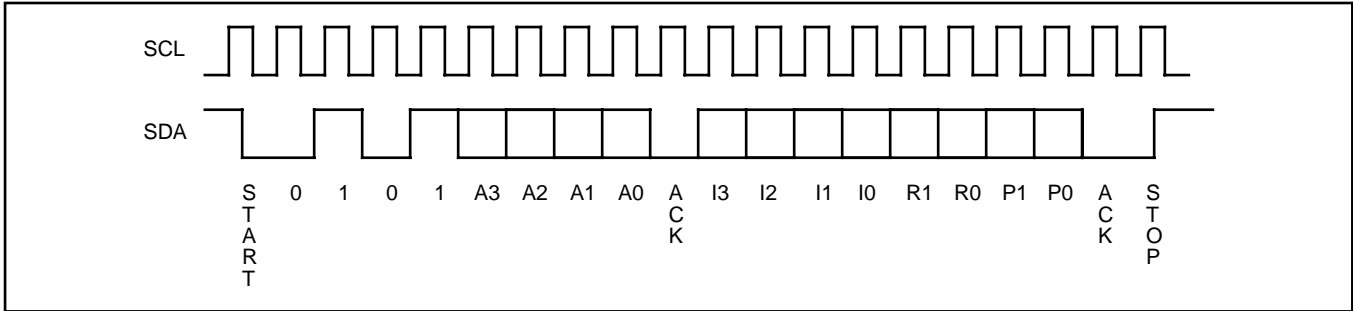 SCL
SDA
START 0 1 0 1 A3 A2 A1 A0 ACK I3 I2 I1 I0 R1 R0 P1 P0 ACK STOP